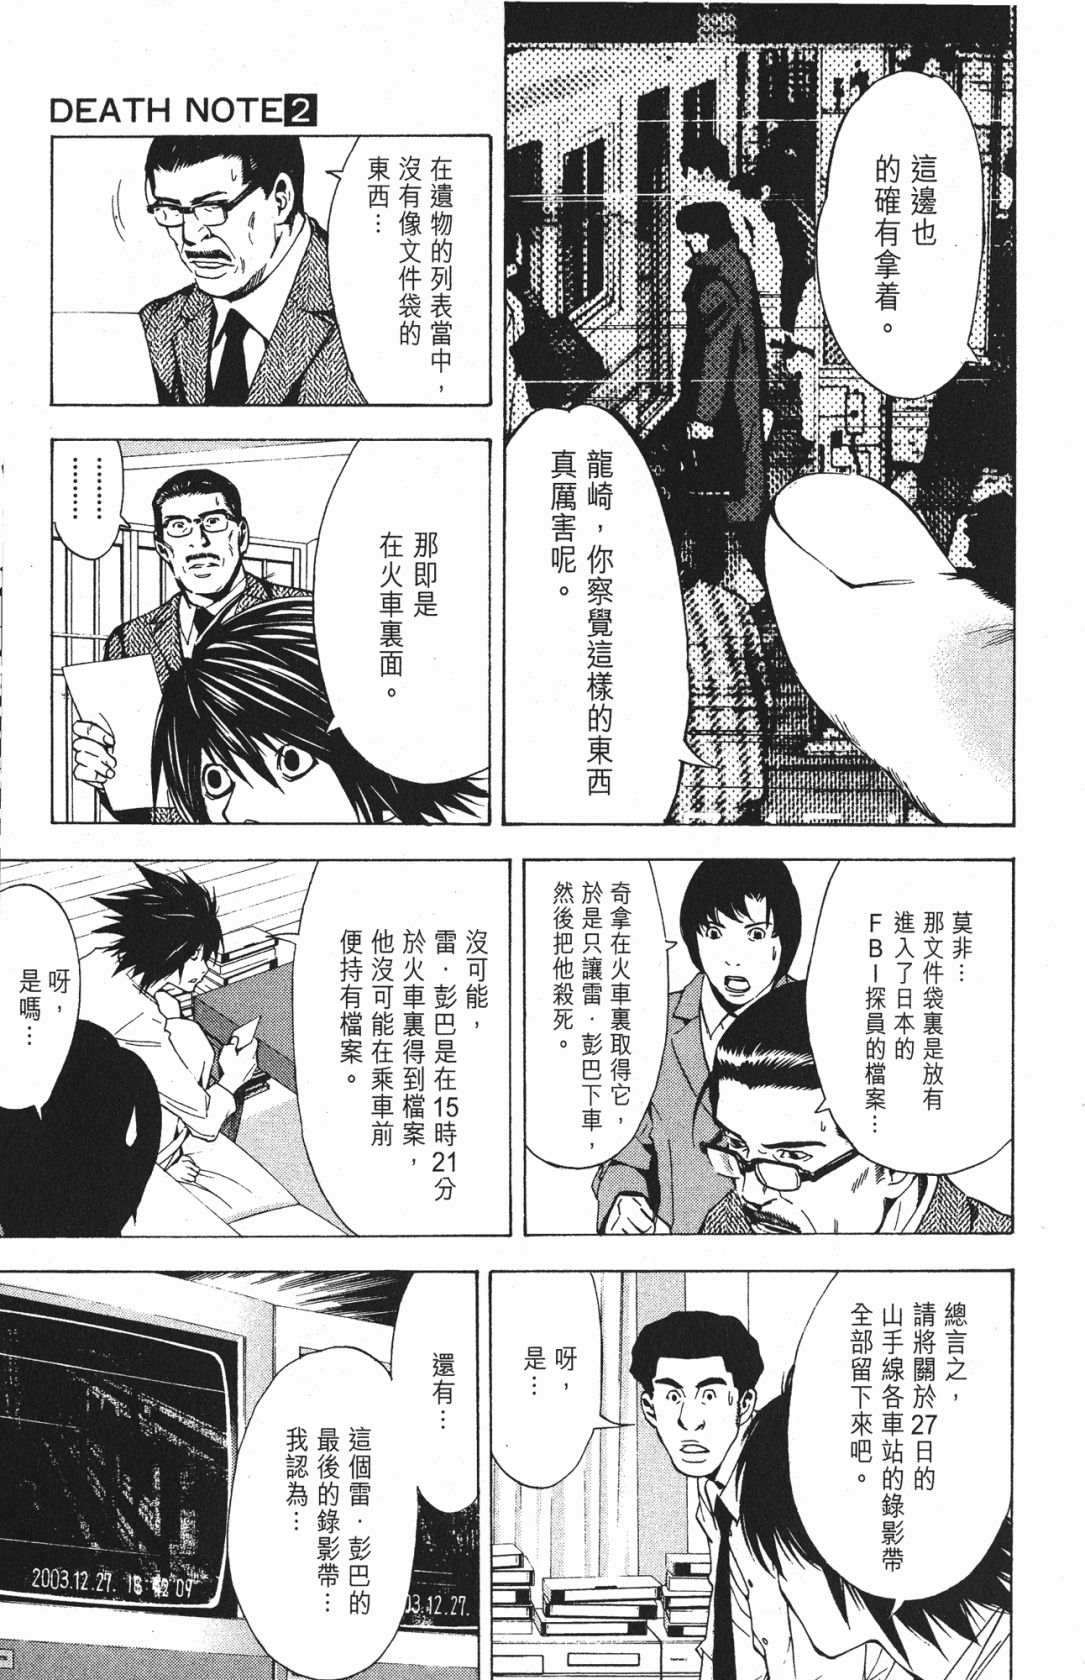 DEATH NOTE 2
這邊也
的確有拿着。
龍崎，你察覺這樣的東西
真厲害呢。
在遺物的列表當中，
沒有像文件袋的
東西…
那即是
在火車裏面。
………
莫非…
那文件袋裏是放有
進入了日本的
FBI探員的檔案…
奇拿在火車裏取得它，
於是只讓雷．彭巴下車，
然後把他殺死。
沒可能，
雷．彭巴是在15時21分
於火車裏得到檔案，
他沒可能在乘車前
便持有檔案。
呀，
是嗎…
總言之，
請將關於27日的
山手線各車站的錄影帶
全部留下來吧。
呀，
是…
還有…
這個雷．彭巴的
最後的錄影帶…
我認為…
2003.12.27.
03.12.27.